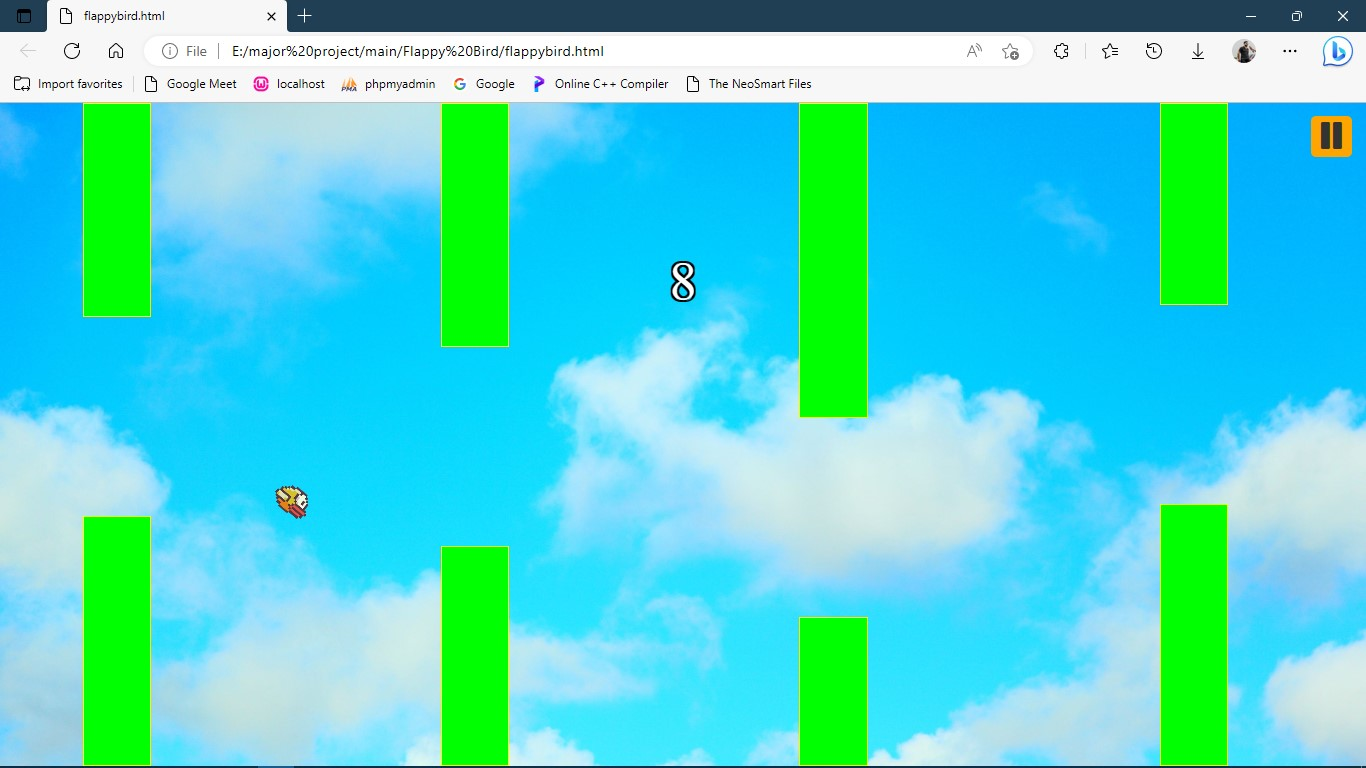 flappybird.html
File E:/major%20project/main/Flappy%20Bird/flappybird.html
Import favorites Google Meet localhost PMA phpmyadmin Google Online C++ Compiler The NeoSmart Files
8